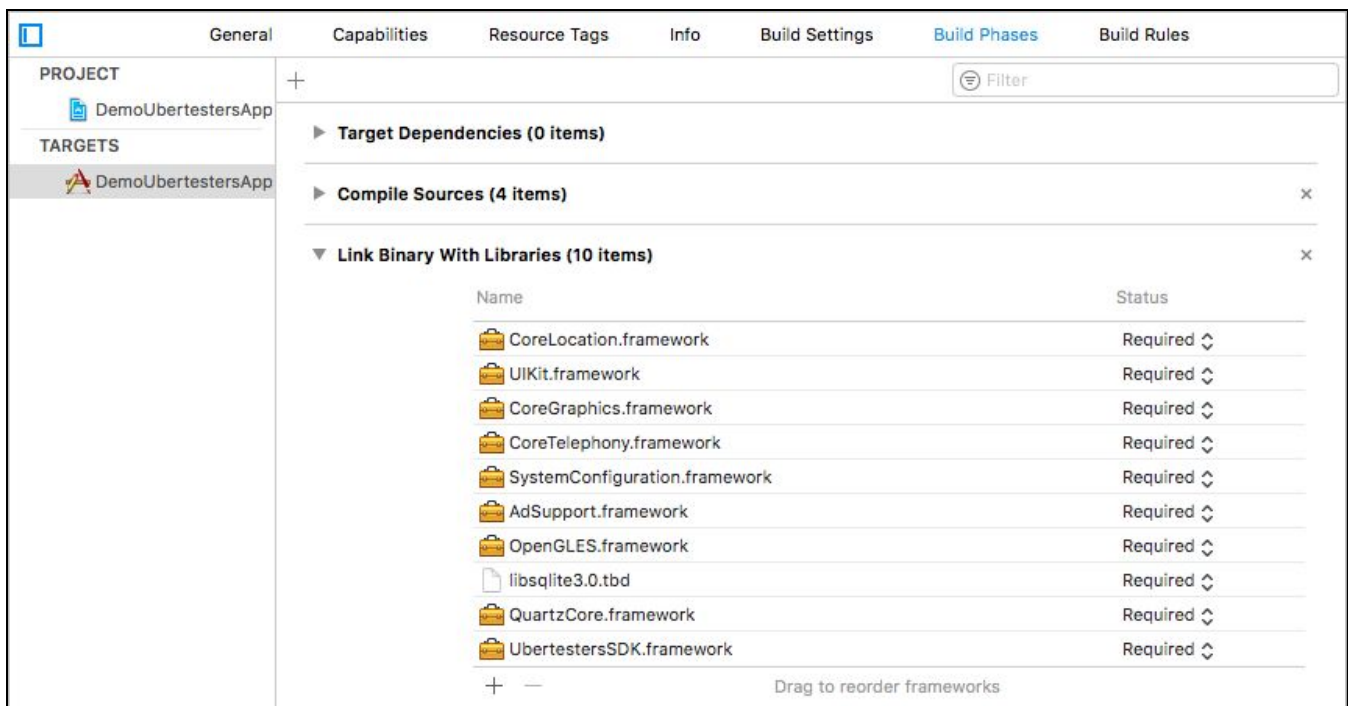 General Capabilities Resource Tags Info Build Settings Build Phases Build Rules
PROJECT
DemoUbertestersApp
TARGETS
DemoUbertestersApp
+ Filter
Target Dependencies (0 items)
Compile Sources (4 items) ×
Link Binary With Libraries (10 items) ×
Name Status
CoreLocation.framework Required
UIKit.framework Required
CoreGraphics.framework Required
CoreTelephony.framework Required
SystemConfiguration.framework Required
AdSupport.framework Required
OpenGLES.framework Required
libsqlite3.0.tbd Required
QuartzCore.framework Required
UbertestersSDK.framework Required
+ — Drag to reorder frameworks